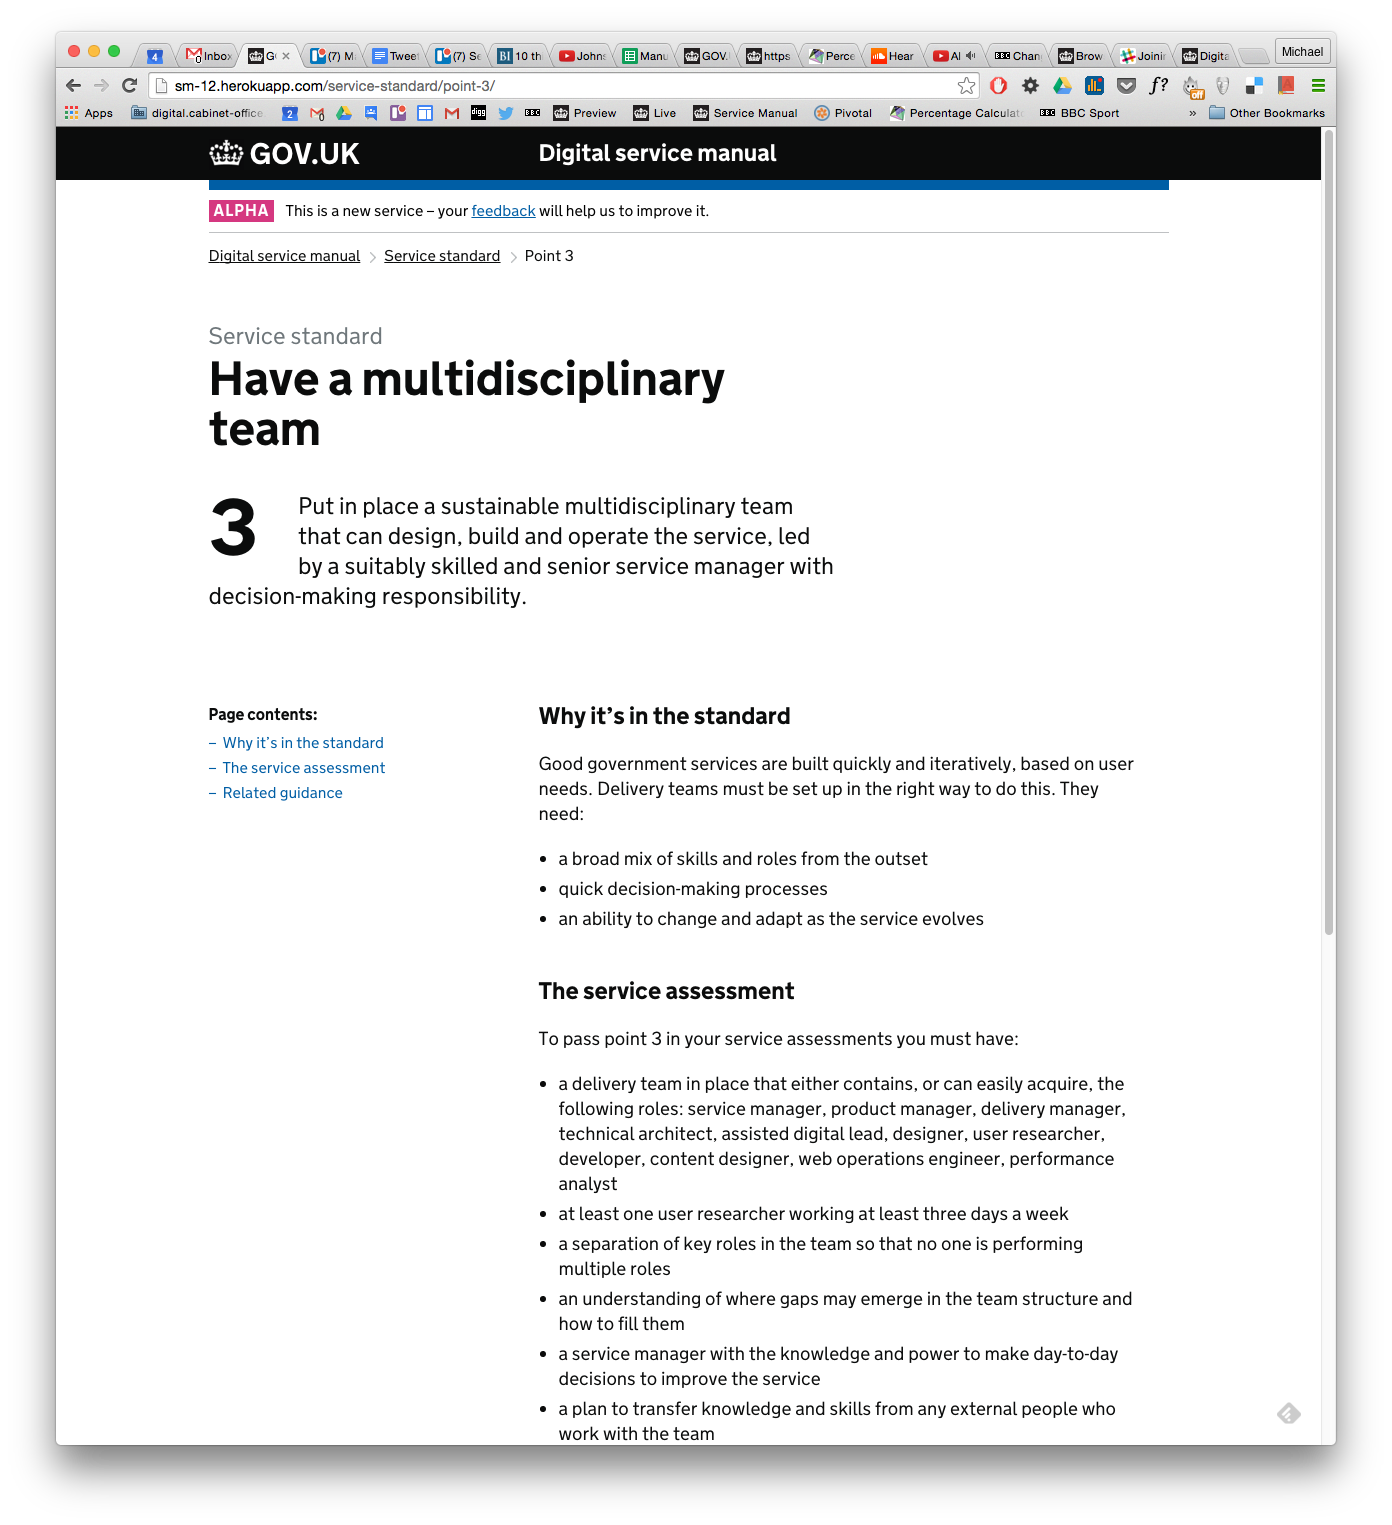 4 Inbox G (7) M Tweet (7) Se BI 10 th Johns Manu GOV. https Perce Hear Al BBC Chan Brow Joini Digita Michael
sm-12.herokuapp.com/service-standard/point-3/ f? off
Apps digital.cabinet-office 2 digg BBC Preview Live Service Manual Pivotal Percentage Calculat BBC BBC Sport » Other Bookmarks
GOV.UK Digital service manual
ALPHA This is a new service – your feedback will help us to improve it.
Digital service manual Service standard Point 3
Service standard
Have a multidisciplinary
team
3 Put in place a sustainable multidisciplinary team
that can design, build and operate the service, led
by a suitably skilled and senior service manager with
decision-making responsibility.
Page contents:
– Why it’s in the standard
– The service assessment
– Related guidance
Why it’s in the standard
Good government services are built quickly and iteratively, based on user
needs. Delivery teams must be set up in the right way to do this. They
need:
• a broad mix of skills and roles from the outset
• quick decision-making processes
• an ability to change and adapt as the service evolves
The service assessment
To pass point 3 in your service assessments you must have:
• a delivery team in place that either contains, or can easily acquire, the
following roles: service manager, product manager, delivery manager,
technical architect, assisted digital lead, designer, user researcher,
developer, content designer, web operations engineer, performance
analyst
• at least one user researcher working at least three days a week
• a separation of key roles in the team so that no one is performing
multiple roles
• an understanding of where gaps may emerge in the team structure and
how to fill them
• a service manager with the knowledge and power to make day-to-day
decisions to improve the service
• a plan to transfer knowledge and skills from any external people who
work with the team